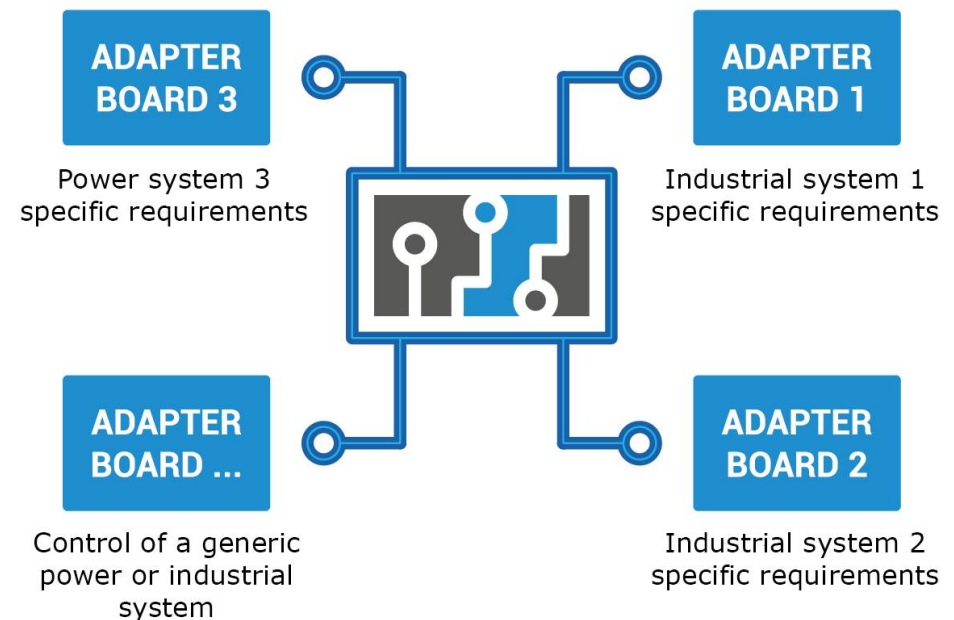 ADAPTER
BOARD 3
Power system 3
specific requirements
ADAPTER
BOARD 1
Industrial system 1
specific requirements
ADAPTER
BOARD ...
Control of a generic
power or industrial
system
ADAPTER
BOARD 2
Industrial system 2
specific requirements